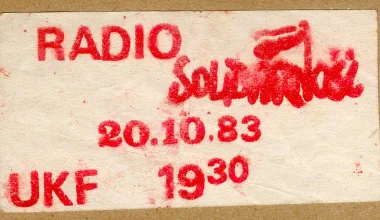 RADIO
Solidarność
20.10.83
UKF 19³⁰